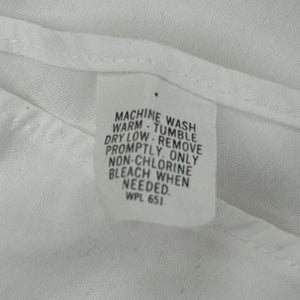 MACHINE WASH
WARM - TUMBLE
DRY LOW - REMOVE
PROMPTLY. ONLY
NON-CHLORINE
BLEACH WHEN
NEEDED.
WPL 651